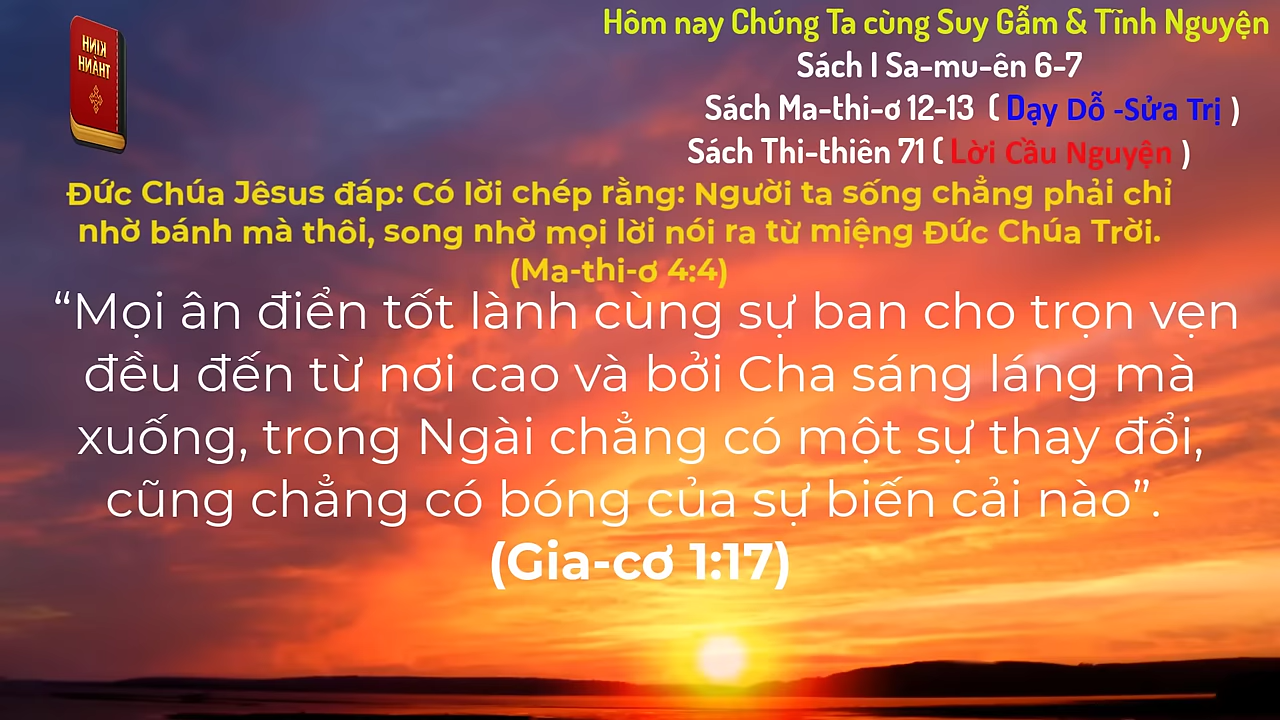 KINH
THÁNH
Hôm nay Chúng Ta cùng Suy Gẫm & Tĩnh Nguyện
Sách I Sa-mu-ên 6-7
Sách Ma-thi-ơ 12-13 ( Dạy Dỗ -Sửa Trị )
Sách Thi-thiên 71 ( Lời Cầu Nguyện )
Đức Chúa Jêsus đáp: Có lời chép rằng: Người ta sống chẳng phải chỉ
nhờ bánh mà thôi, song nhờ mọi lời nói ra từ miệng Đức Chúa Trời.
(Ma-thi-ơ 4:4)
“Mọi ân điển tốt lành cùng sự ban cho trọn vẹn
đều đến từ nơi cao và bởi Cha sáng láng mà
xuống, trong Ngài chẳng có một sự thay đổi,
cũng chẳng có bóng của sự biến cải nào”.
(Gia-cơ 1:17)